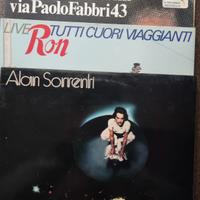 via Paolo Fabbri 43
LIVE TUTTI CUORI VIAGGIANTI
Ron
Alan Sorrenti